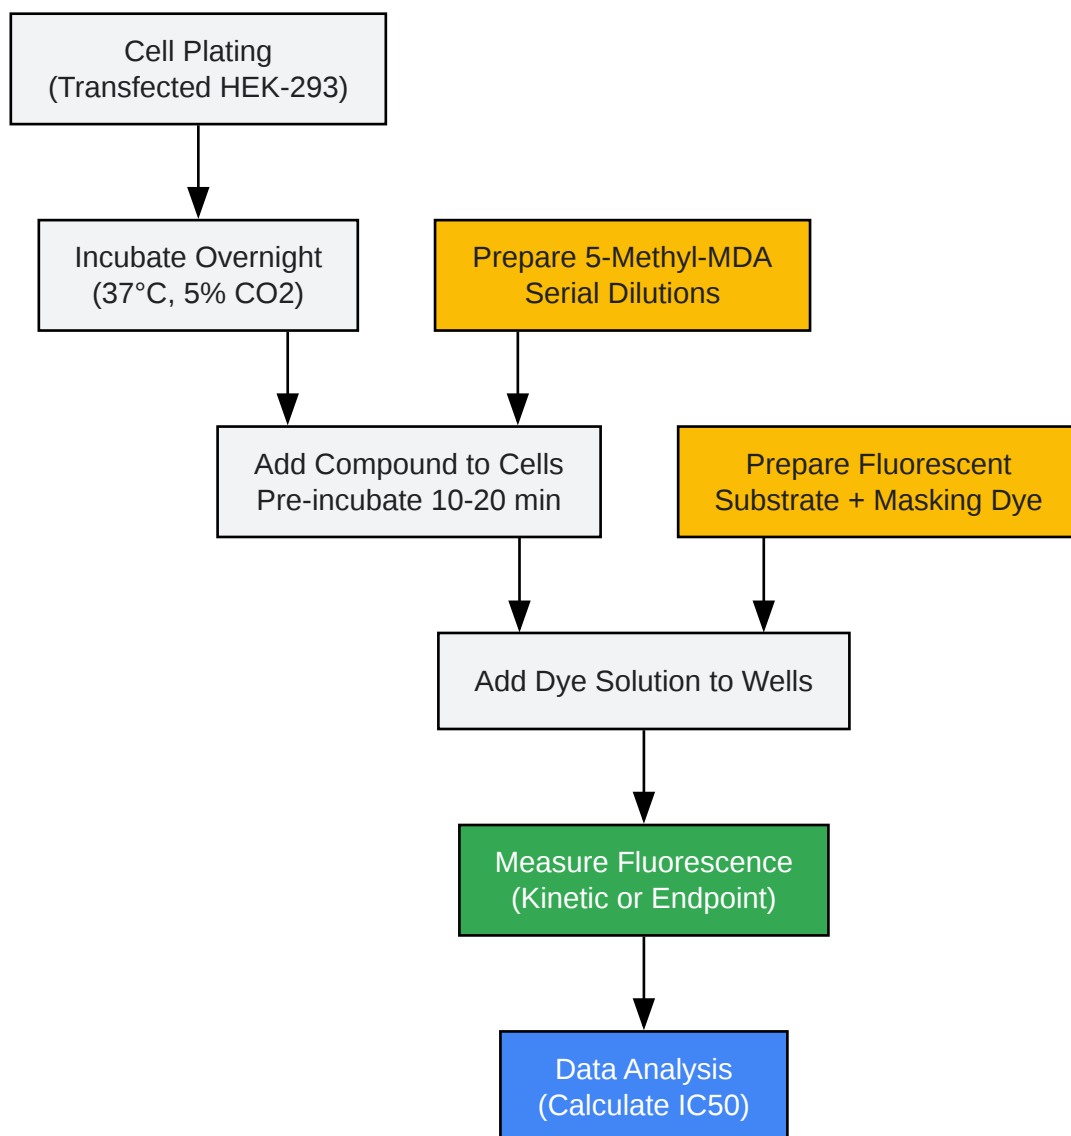 Cell Plating
(Transfected HEK-293)
Incubate Overnight
(37°C, 5% CO2)
Prepare 5-Methyl-MDA
Serial Dilutions
Add Compound to Cells
Pre-incubate 10-20 min
Prepare Fluorescent
Substrate + Masking Dye
Add Dye Solution to Wells
Measure Fluorescence
(Kinetic or Endpoint)
Data Analysis
(Calculate IC50)